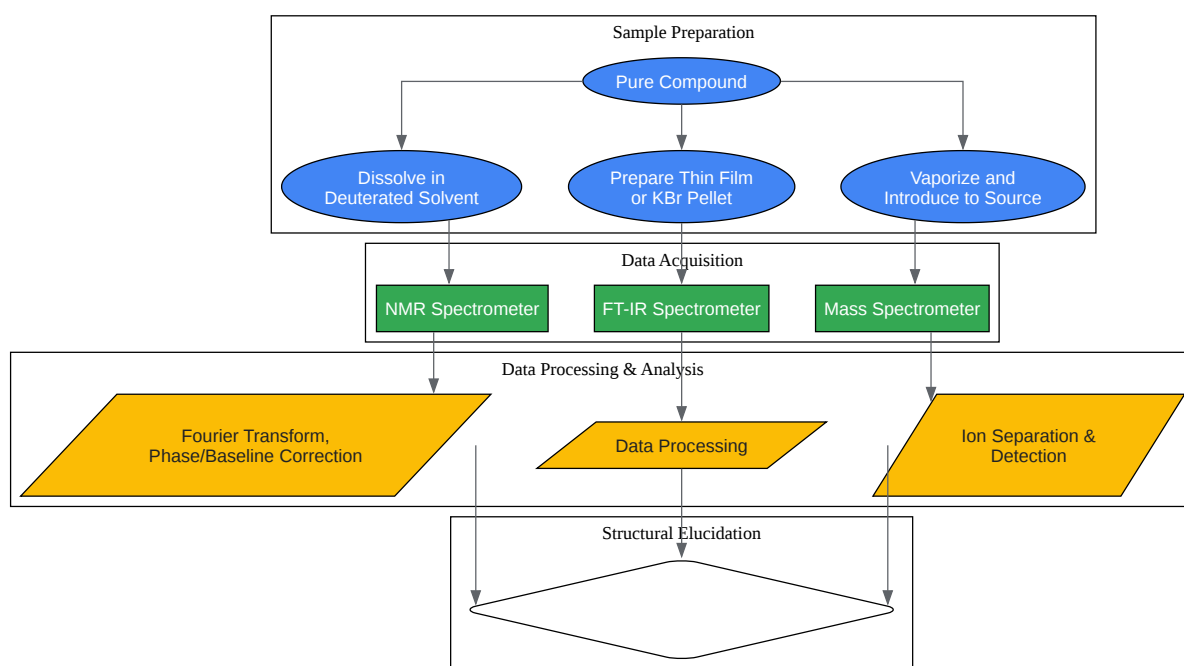 Sample Preparation
Pure Compound
Dissolve in
Deuterated Solvent
Prepare Thin Film
or KBr Pellet
Vaporize and
Introduce to Source
Data Acquisition
NMR Spectrometer
FT-IR Spectrometer
Mass Spectrometer
Data Processing & Analysis
Fourier Transform,
Phase/Baseline Correction
Data Processing
Ion Separation &
Detection
Structural Elucidation